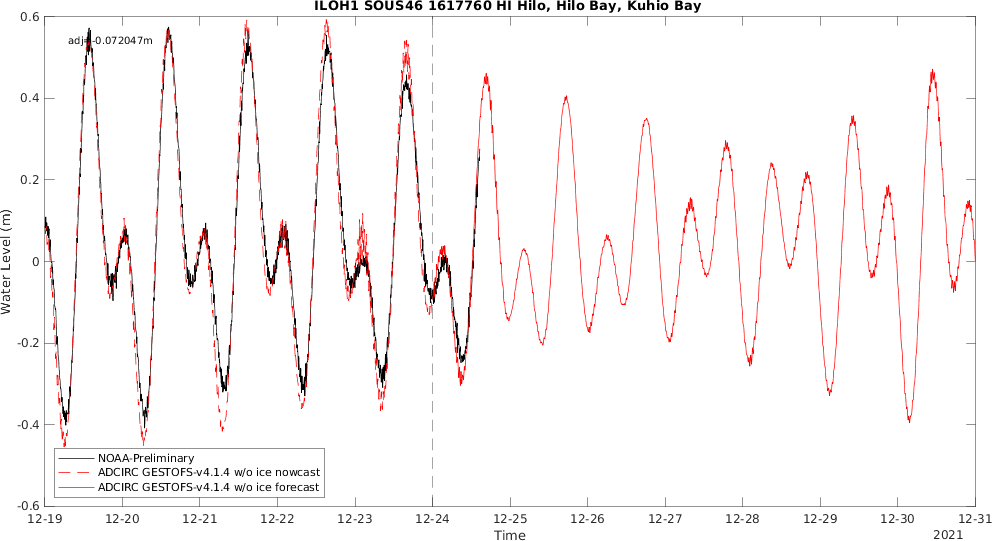 ILOH1 SOUS46 1617760 HI Hilo, Hilo Bay, Kuhio Bay
adj=-0.072047m
0.6
0.4
0.2
0
-0.2
-0.4
-0.6
Water Level (m)
NOAA-Preliminary
ADCIRC GESTOFS-v4.1.4 w/o ice nowcast
ADCIRC GESTOFS-v4.1.4 w/o ice forecast
12-19 12-20 12-21 12-22 12-23 12-24 12-25 12-26 12-27 12-28 12-29 12-30 12-31
Time
2021